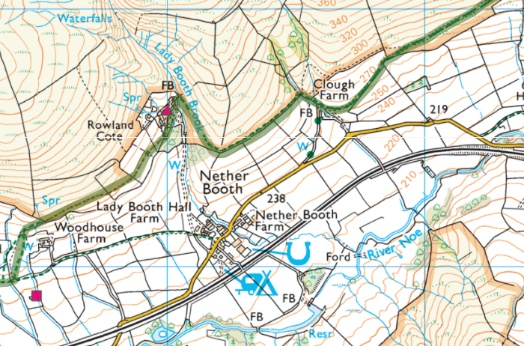 340
360
Waterfalls
320
360
300
270
Lady Booth Brook
FB
Clough
Farm
Spr
250
240
219
FB
Rowland
Cote
220
W
W
Nether
Booth
210
Spr
238
Lady Booth Hall
Farm
Nether Booth
Farm
Woodhouse
Farm
River Noe
Ford
W
FB
FB
Resr